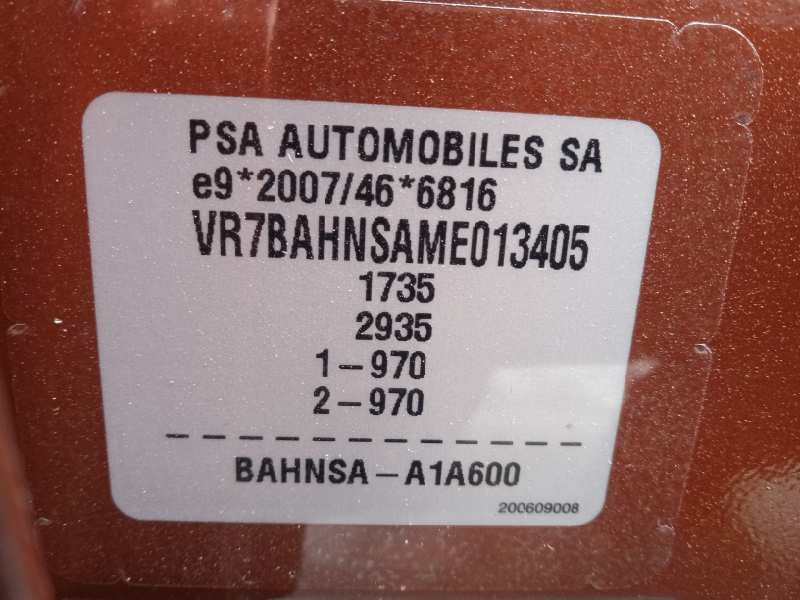 PSA AUTOMOBILES SA
e9*2007/46*6816
VR7BAHNSAME013405
1735
2935
1-970
2-970
BAHNSA-A1A600
200609008